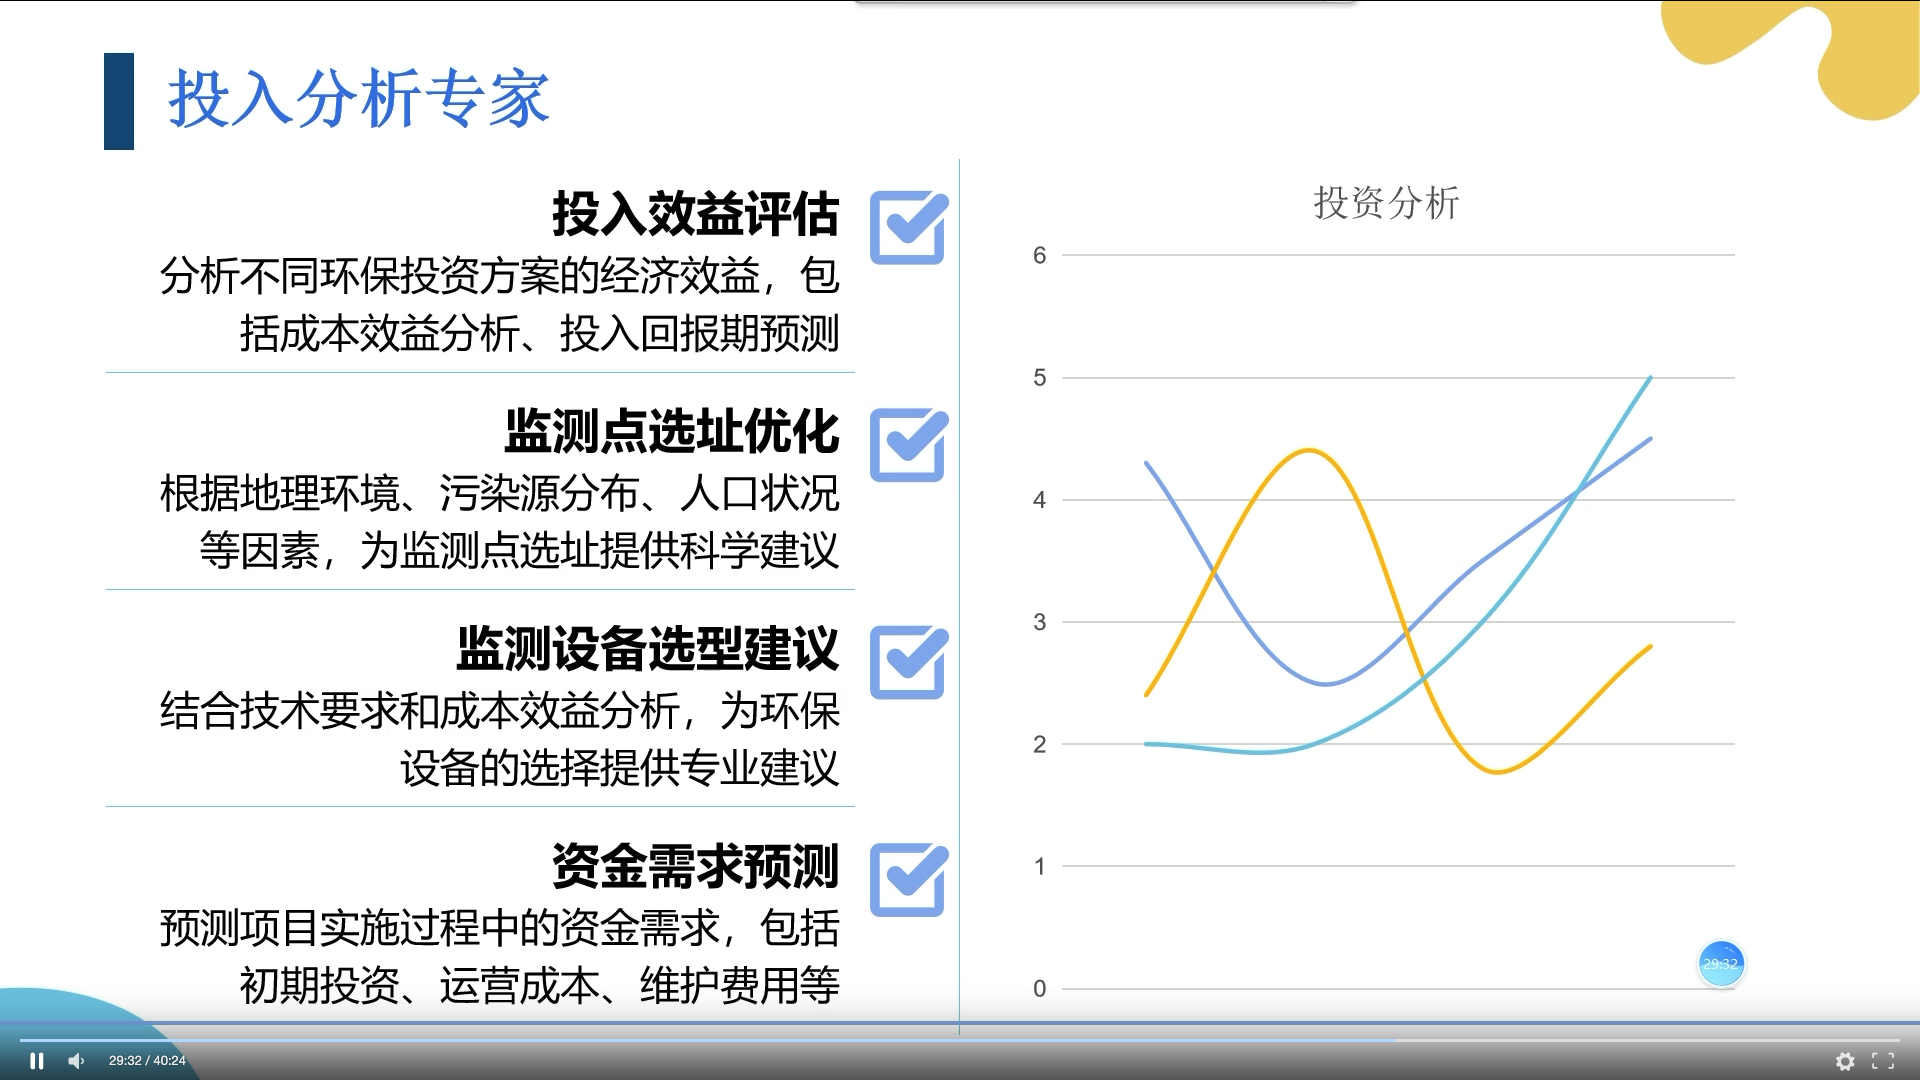 投入分析专家
投入效益评估
分析不同环保投资方案的经济效益，包
括成本效益分析、投入回报期预测
监测点选址优化
根据地理环境、污染源分布、人口状况
等因素，为监测点选址提供科学建议
监测设备选型建议
结合技术要求和成本效益分析，为环保
设备的选择提供专业建议
资金需求预测
预测项目实施过程中的资金需求，包括
初期投资、运营成本、维护费用等
投资分析
6
5
4
3
2
1
0
29:32
29:32 / 40:24